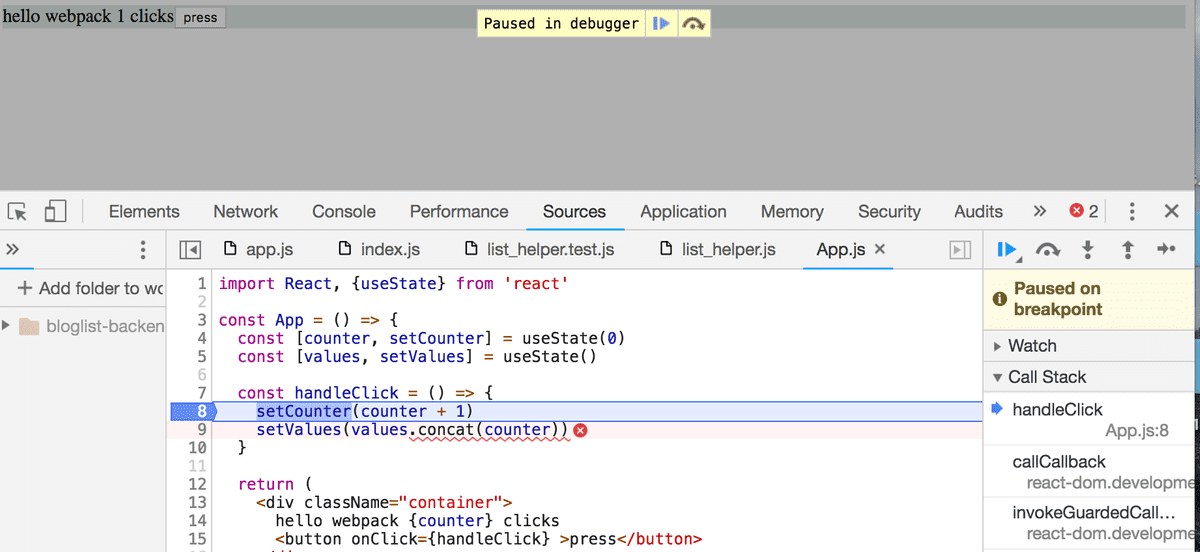 hello webpack 1 clicks press
Paused in debugger
Elements Network Console Performance Sources Application Memory Security Audits » 2
» app.js index.js list_helper.test.js list_helper.js App.js ×
+ Add folder to wo
bloglist-backen
1 import React, {useState} from 'react'
2
3 const App = () => {
4 const [counter, setCounter] = useState(0)
5 const [values, setValues] = useState()
6
7 const handleClick = () => {
8 setCounter(counter + 1)
9 setValues(values.concat(counter))
10 }
11
12 return (
13 <div className="container">
14 hello webpack {counter} clicks
15 <button onClick={handleClick} >press</button>
Paused on
breakpoint
Watch
Call Stack
handleClick
App.js:8
callCallback
react-dom.developme
invokeGuardedCall…
react-dom.developme